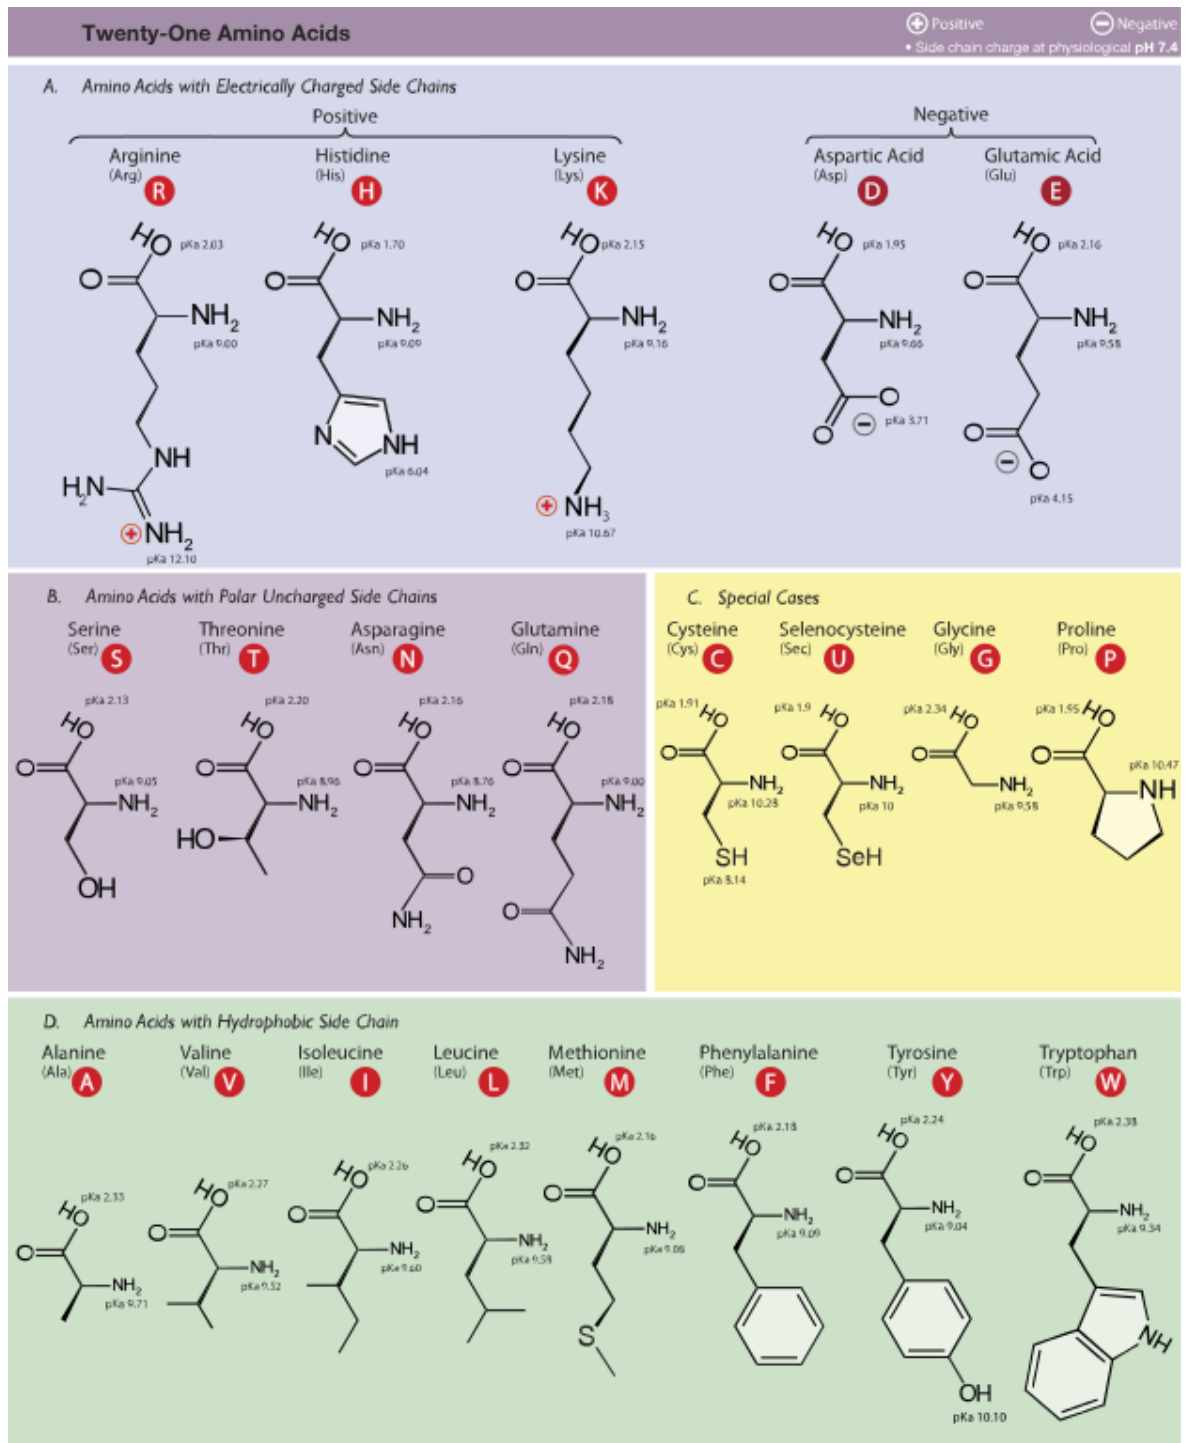 Twenty-One Amino Acids
+ Positive
− Negative
• Side chain charge at physiological pH 7.4
A. Amino Acids with Electrically Charged Side Chains
Positive
Negative
Arginine
(Arg)
R
Histidine
(His)
H
Lysine
(Lys)
K
Aspartic Acid
(Asp)
D
Glutamic Acid
(Glu)
E
HO pKa 2.03
O
NH2
pKa 9.00
NH
H2N
+ NH2
pKa 12.10
HO pKa 1.70
O
NH2
pKa 9.09
N
NH
pKa 6.04
HO pKa 2.15
O
NH2
pKa 9.16
+ NH3
pKa 10.67
HO pKa 1.95
O
NH2
pKa 9.66
O
O − pKa 3.71
HO pKa 2.16
O
NH2
pKa 9.58
O
− O
pKa 4.15
B. Amino Acids with Polar Uncharged Side Chains
Serine
(Ser)
S
Threonine
(Thr)
T
Asparagine
(Asn)
N
Glutamine
(Gln)
Q
pKa 2.13
HO
O
pKa 9.05
NH2
OH
pKa 2.20
HO
O
pKa 8.96
NH2
HO
pKa 2.16
HO
O
pKa 8.76
NH2
O
NH2
pKa 2.18
HO
O
pKa 9.00
NH2
O
NH2
C. Special Cases
Cysteine
(Cys)
C
Selenocysteine
(Sec)
U
Glycine
(Gly)
G
Proline
(Pro)
P
pKa 1.91 HO
O
NH2
pKa 10.28
SH
pKa 8.14
pKa 1.9 HO
O
NH2
pKa 10
SeH
pKa 2.34 HO
O
NH2
pKa 9.58
pKa 1.95 HO
O
pKa 10.47
NH
D. Amino Acids with Hydrophobic Side Chain
Alanine
(Ala)
A
Valine
(Val)
V
Isoleucine
(Ile)
I
Leucine
(Leu)
L
Methionine
(Met)
M
Phenylalanine
(Phe)
F
Tyrosine
(Tyr)
Y
Tryptophan
(Trp)
W
pKa 2.33
HO
O
NH2
pKa 9.71
pKa 2.27
HO
O
NH2
pKa 9.52
pKa 2.26
HO
O
NH2
pKa 9.60
pKa 2.32
HO
O
NH2
pKa 9.58
pKa 2.16
HO
O
NH2
pKa 9.08
S
pKa 2.18
HO
O
NH2
pKa 9.09
pKa 2.24
HO
O
NH2
pKa 9.04
OH
pKa 10.10
pKa 2.38
HO
O
NH2
pKa 9.34
NH